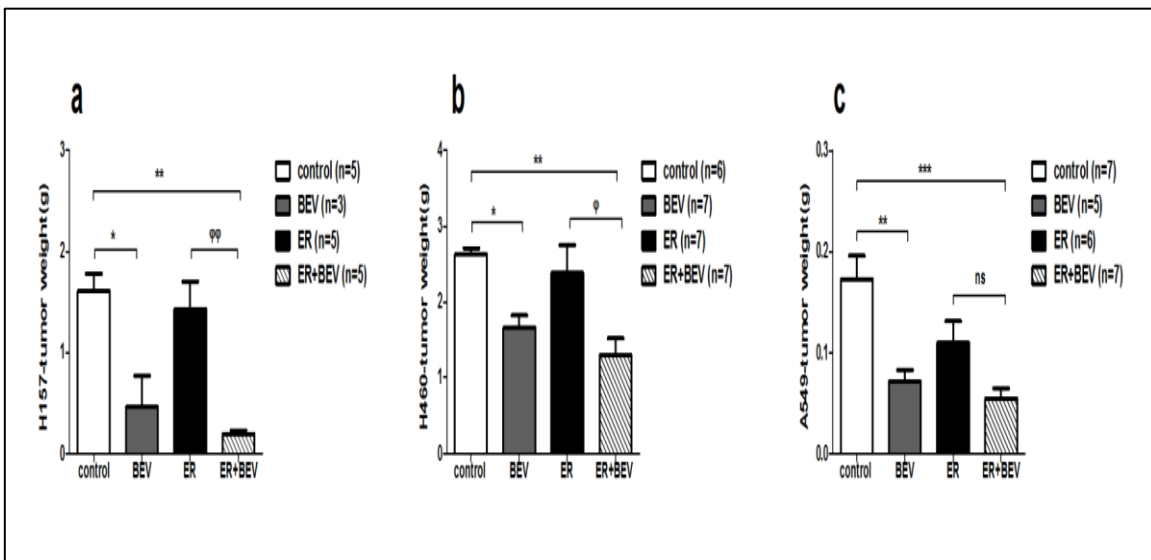 a
H157-tumor weight(g)
3
2
1
0
**
*
φφ
control
BEV
ER
ER+BEV
control (n=5)
BEV (n=3)
ER (n=5)
ER+BEV (n=5)
b
H460-tumor weight(g)
4
3
2
1
0
**
*
φ
control
BEV
ER
ER+BEV
control (n=6)
BEV (n=7)
ER (n=7)
ER+BEV (n=7)
c
A549-tumor weight(g)
0.3
0.2
0.1
0.0
***
**
ns
control
BEV
ER
ER+BEV
control (n=7)
BEV (n=5)
ER (n=6)
ER+BEV (n=7)